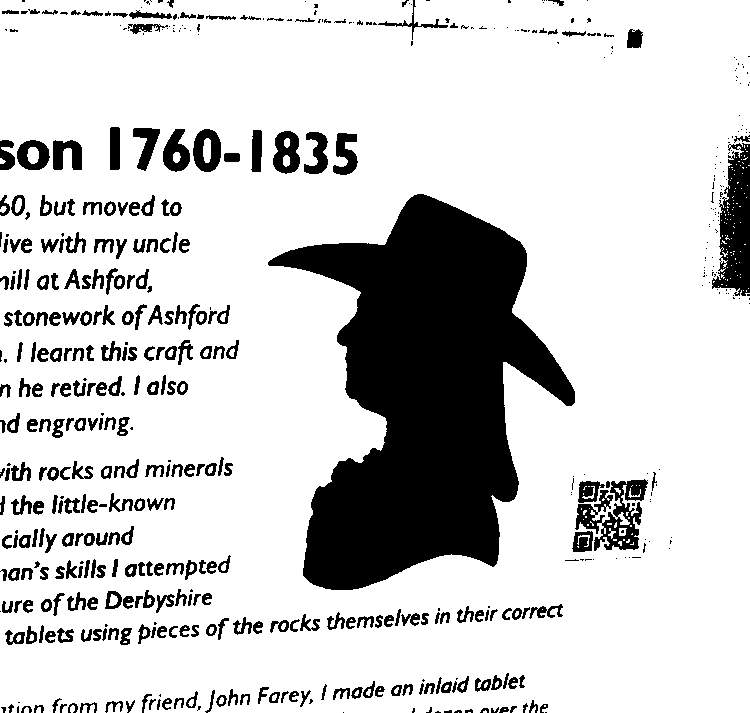 son 1760-1835
60, but moved to
live with my uncle
mill at Ashford,
stonework of Ashford
. I learnt this craft and
n he retired. I also
nd engraving.
with rocks and minerals
d the little-known
cially around
man's skills I attempted
ure of the Derbyshire
tablets using pieces of the rocks themselves in their correct
ation from my friend, John Farey, I made an inlaid tablet
dozen over the